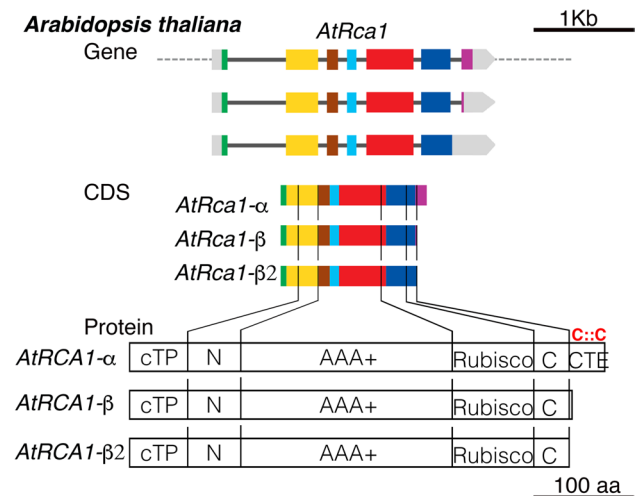 Arabidopsis thaliana
AtRca1
1Kb
Gene
CDS
AtRca1-α
AtRca1-β
AtRca1-β2
Protein
C::C
AtRCA1-α cTP N AAA+ Rubisco C CTE
AtRCA1-β cTP N AAA+ Rubisco C
AtRCA1-β2 cTP N AAA+ Rubisco C
100 aa